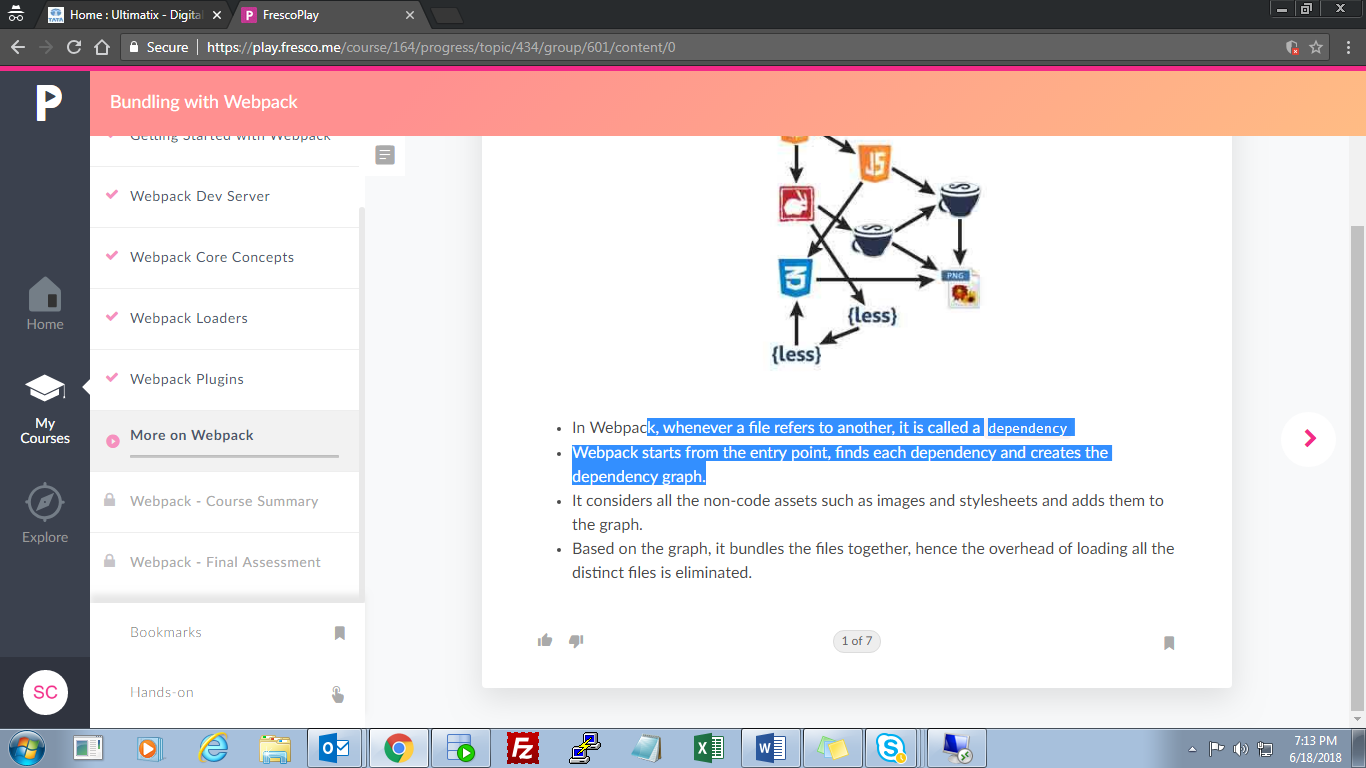 Home : Ultimatix - Digital
FrescoPlay
Secure
https://play.fresco.me/course/164/progress/topic/434/group/601/content/0
P
Bundling with Webpack
Getting Started with Webpack
Webpack Dev Server
Webpack Core Concepts
Webpack Loaders
Webpack Plugins
More on Webpack
Webpack - Course Summary
Webpack - Final Assessment
Bookmarks
Hands-on
Home
My
Courses
Explore
SC
JS
3
PNG
{less}
{less}
• In Webpack, whenever a file refers to another, it is called a dependency
• Webpack starts from the entry point, finds each dependency and creates the
dependency graph.
• It considers all the non-code assets such as images and stylesheets and adds them to
the graph.
• Based on the graph, it bundles the files together, hence the overhead of loading all the
distinct files is eliminated.
1 of 7
7:13 PM
6/18/2018